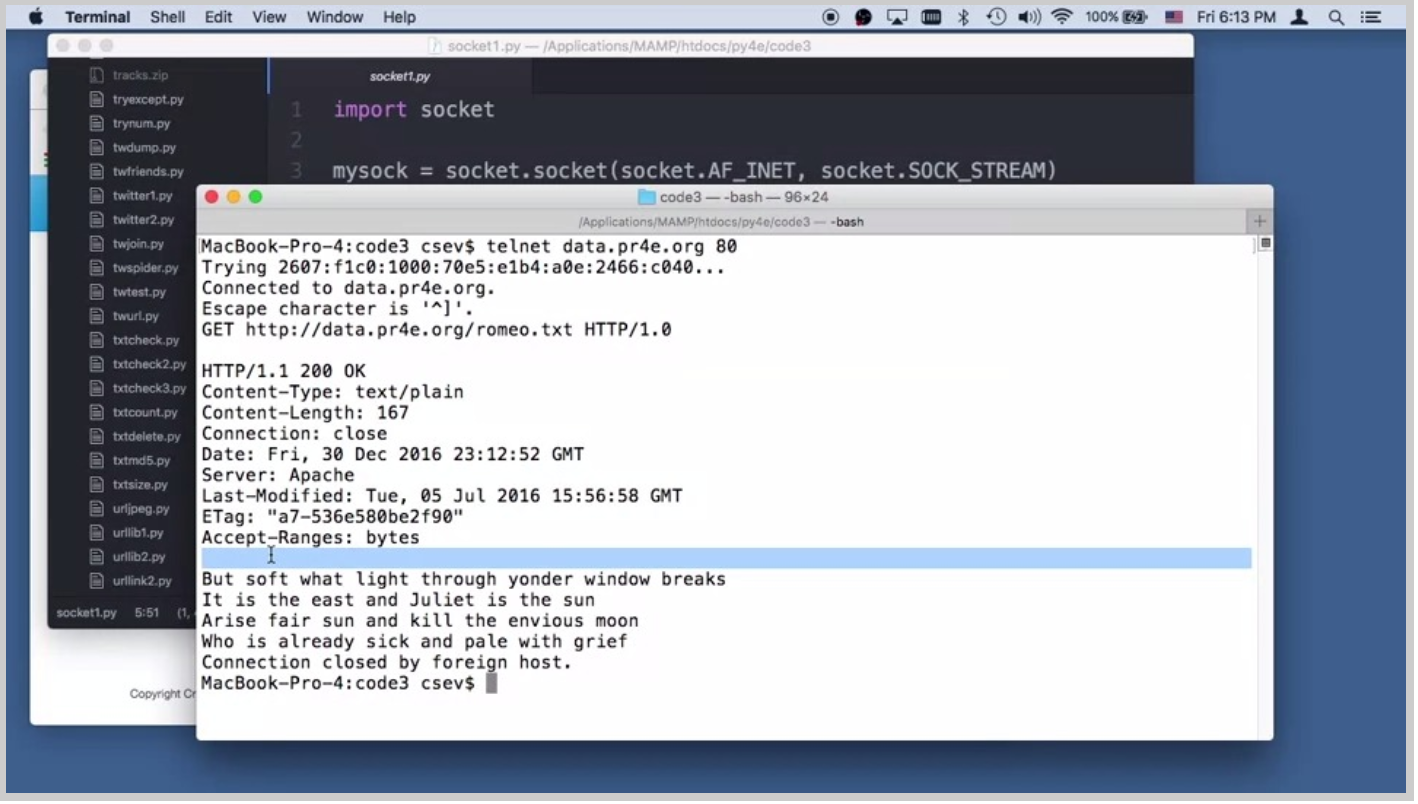 Terminal Shell Edit View Window Help 100% Fri 6:13 PM
socket1.py — /Applications/MAMP/htdocs/py4e/code3
tracks.zip
tryexcept.py
trynum.py
twdump.py
twfriends.py
twitter1.py
twitter2.py
twjoin.py
twspider.py
twtest.py
twurl.py
txtcheck.py
txtcheck2.py
txtcheck3.py
txtcount.py
txtdelete.py
txtmd5.py
txtsize.py
urljpeg.py
urllib1.py
urllib2.py
urllink2.py
socket1.py 5:51 (1,
socket1.py
1 import socket
2
3 mysock = socket.socket(socket.AF_INET, socket.SOCK_STREAM)
code3 — -bash — 96×24
/Applications/MAMP/htdocs/py4e/code3 — -bash
MacBook-Pro-4:code3 csev$ telnet data.pr4e.org 80
Trying 2607:f1c0:1000:70e5:e1b4:a0e:2466:c040...
Connected to data.pr4e.org.
Escape character is '^]'.
GET http://data.pr4e.org/romeo.txt HTTP/1.0
HTTP/1.1 200 OK
Content-Type: text/plain
Content-Length: 167
Connection: close
Date: Fri, 30 Dec 2016 23:12:52 GMT
Server: Apache
Last-Modified: Tue, 05 Jul 2016 15:56:58 GMT
ETag: "a7-536e580be2f90"
Accept-Ranges: bytes
But soft what light through yonder window breaks
It is the east and Juliet is the sun
Arise fair sun and kill the envious moon
Who is already sick and pale with grief
Connection closed by foreign host.
MacBook-Pro-4:code3 csev$
Copyright Cr